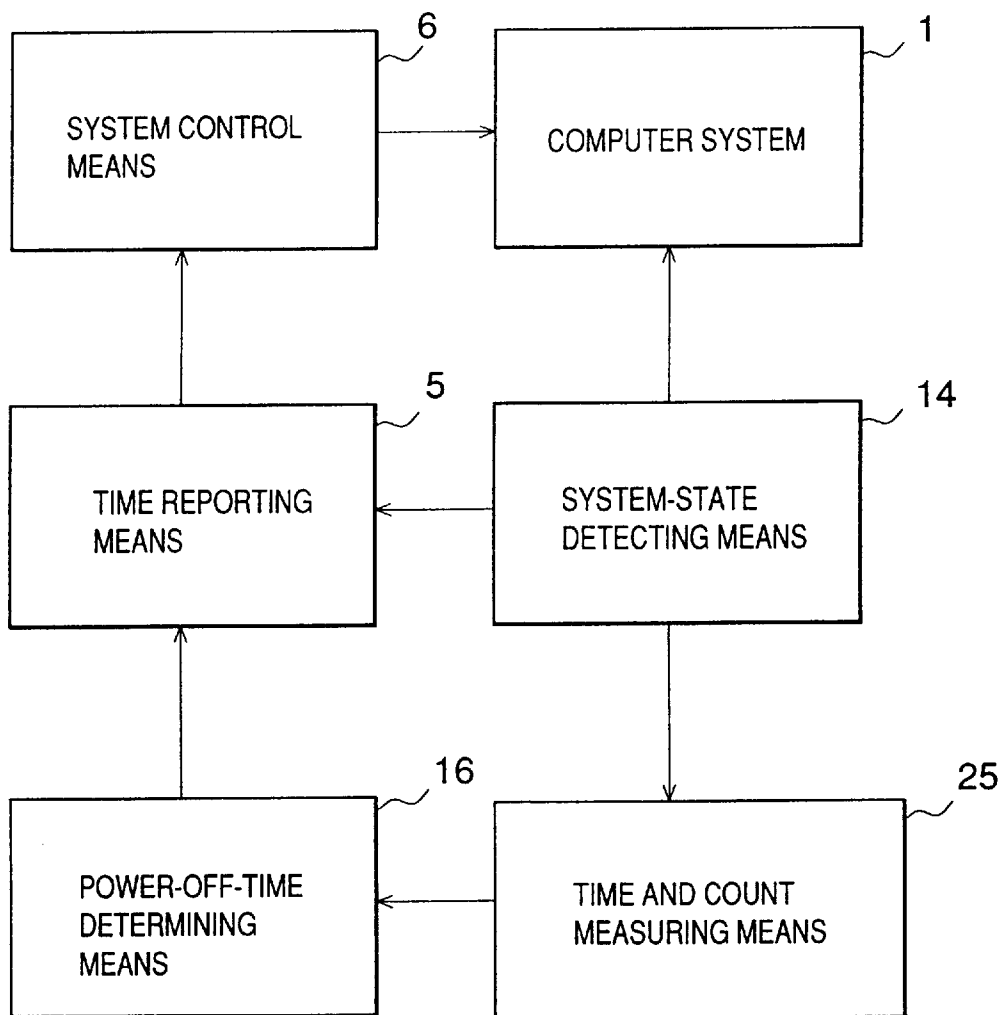 6
1
SYSTEM CONTROL
MEANS
COMPUTER SYSTEM
5
14
TIME REPORTING
MEANS
SYSTEM-STATE
DETECTING MEANS
16
25
POWER-OFF-TIME
DETERMINING
MEANS
TIME AND COUNT
MEASURING MEANS